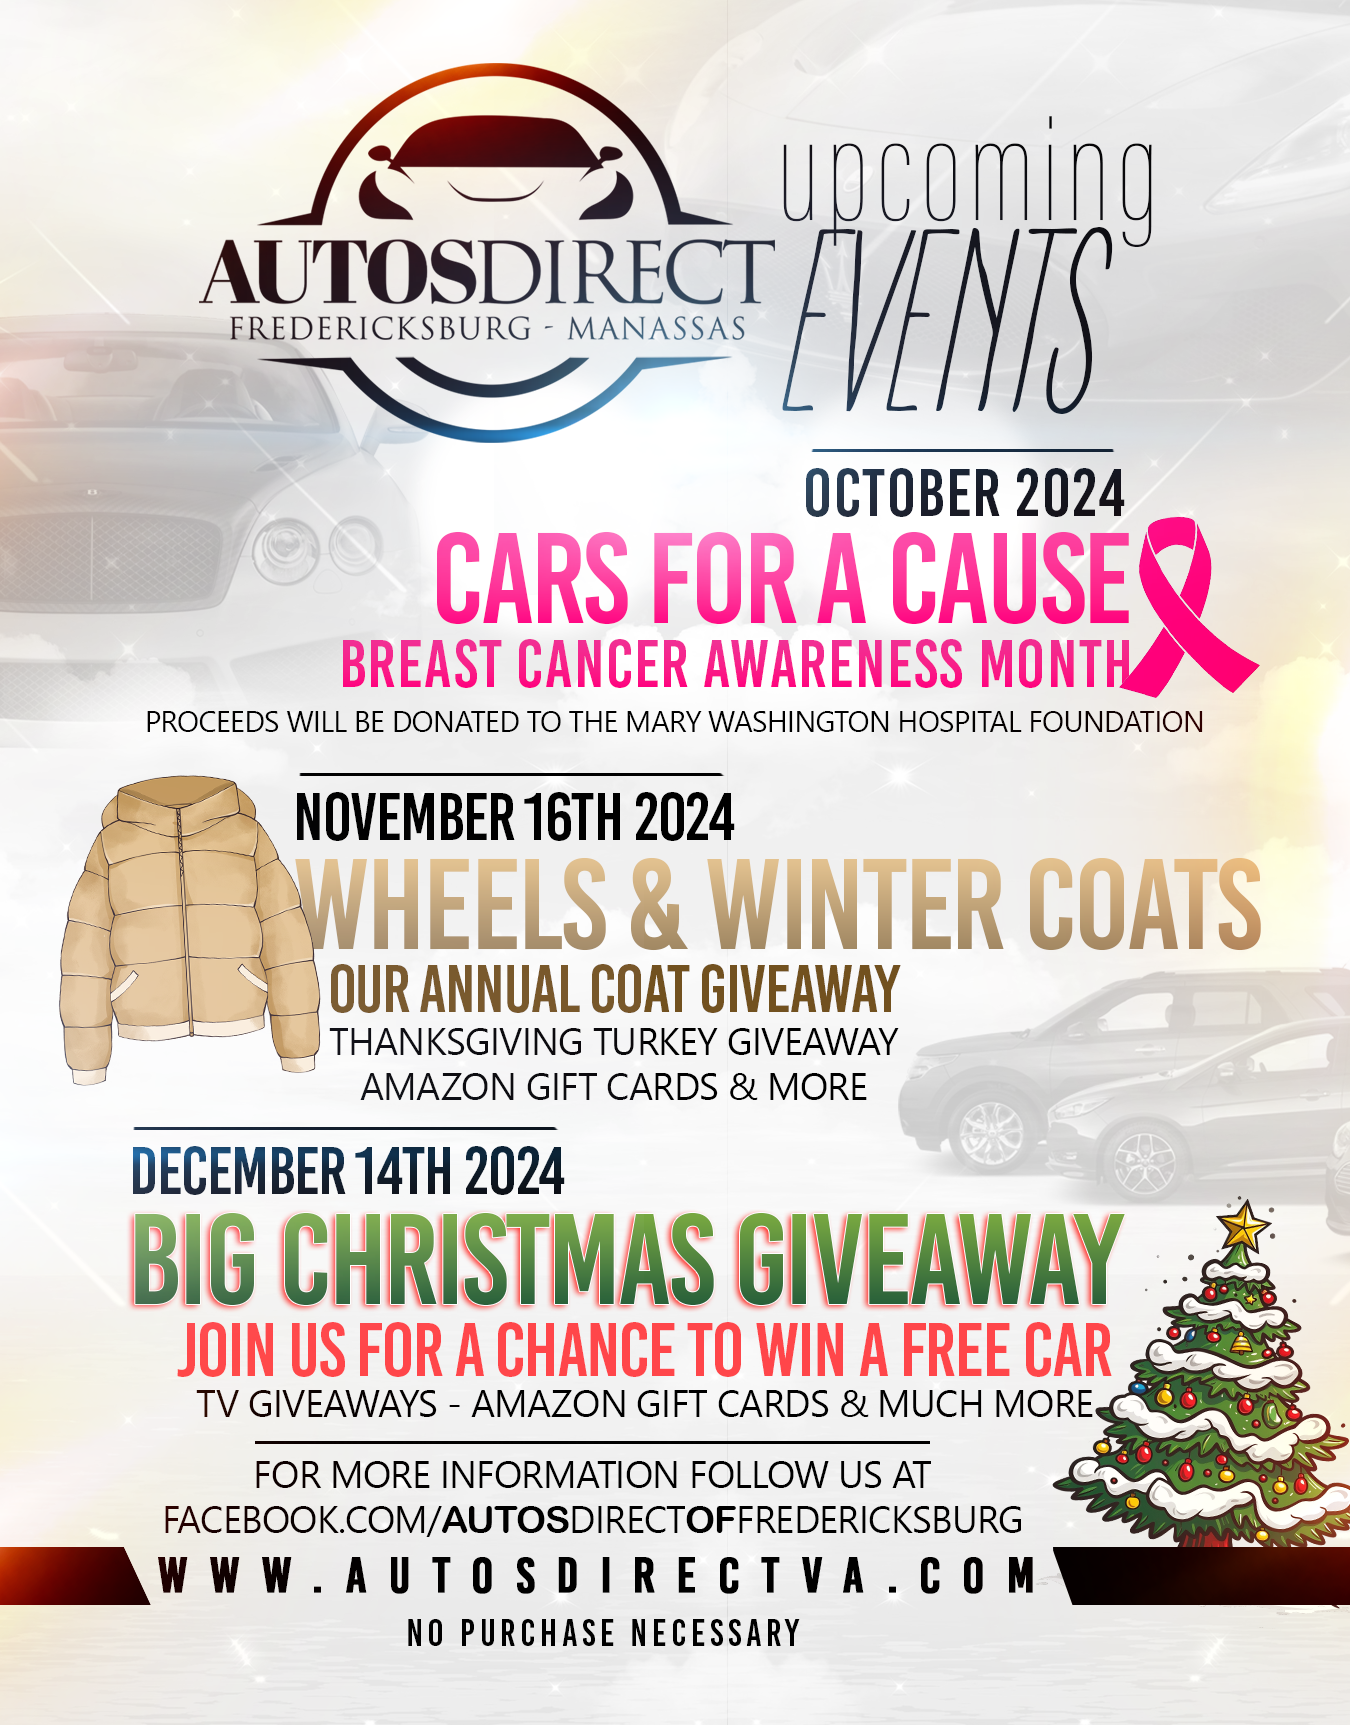 AUTOSDIRECT
FREDERICKSBURG - MANASSAS
upcoming
EVENTS
OCTOBER 2024
CARS FOR A CAUSE
BREAST CANCER AWARENESS MONTH
PROCEEDS WILL BE DONATED TO THE MARY WASHINGTON HOSPITAL FOUNDATION
NOVEMBER 16TH 2024
WHEELS & WINTER COATS
OUR ANNUAL COAT GIVEAWAY
THANKSGIVING TURKEY GIVEAWAY
AMAZON GIFT CARDS & MORE
DECEMBER 14TH 2024
BIG CHRISTMAS GIVEAWAY
JOIN US FOR A CHANCE TO WIN A FREE CAR
TV GIVEAWAYS - AMAZON GIFT CARDS & MUCH MORE
FOR MORE INFORMATION FOLLOW US AT
FACEBOOK.COM/AUTOSDIRECTOFFREDERICKSBURG
WWW.AUTOSDIRECTVA.COM
NO PURCHASE NECESSARY